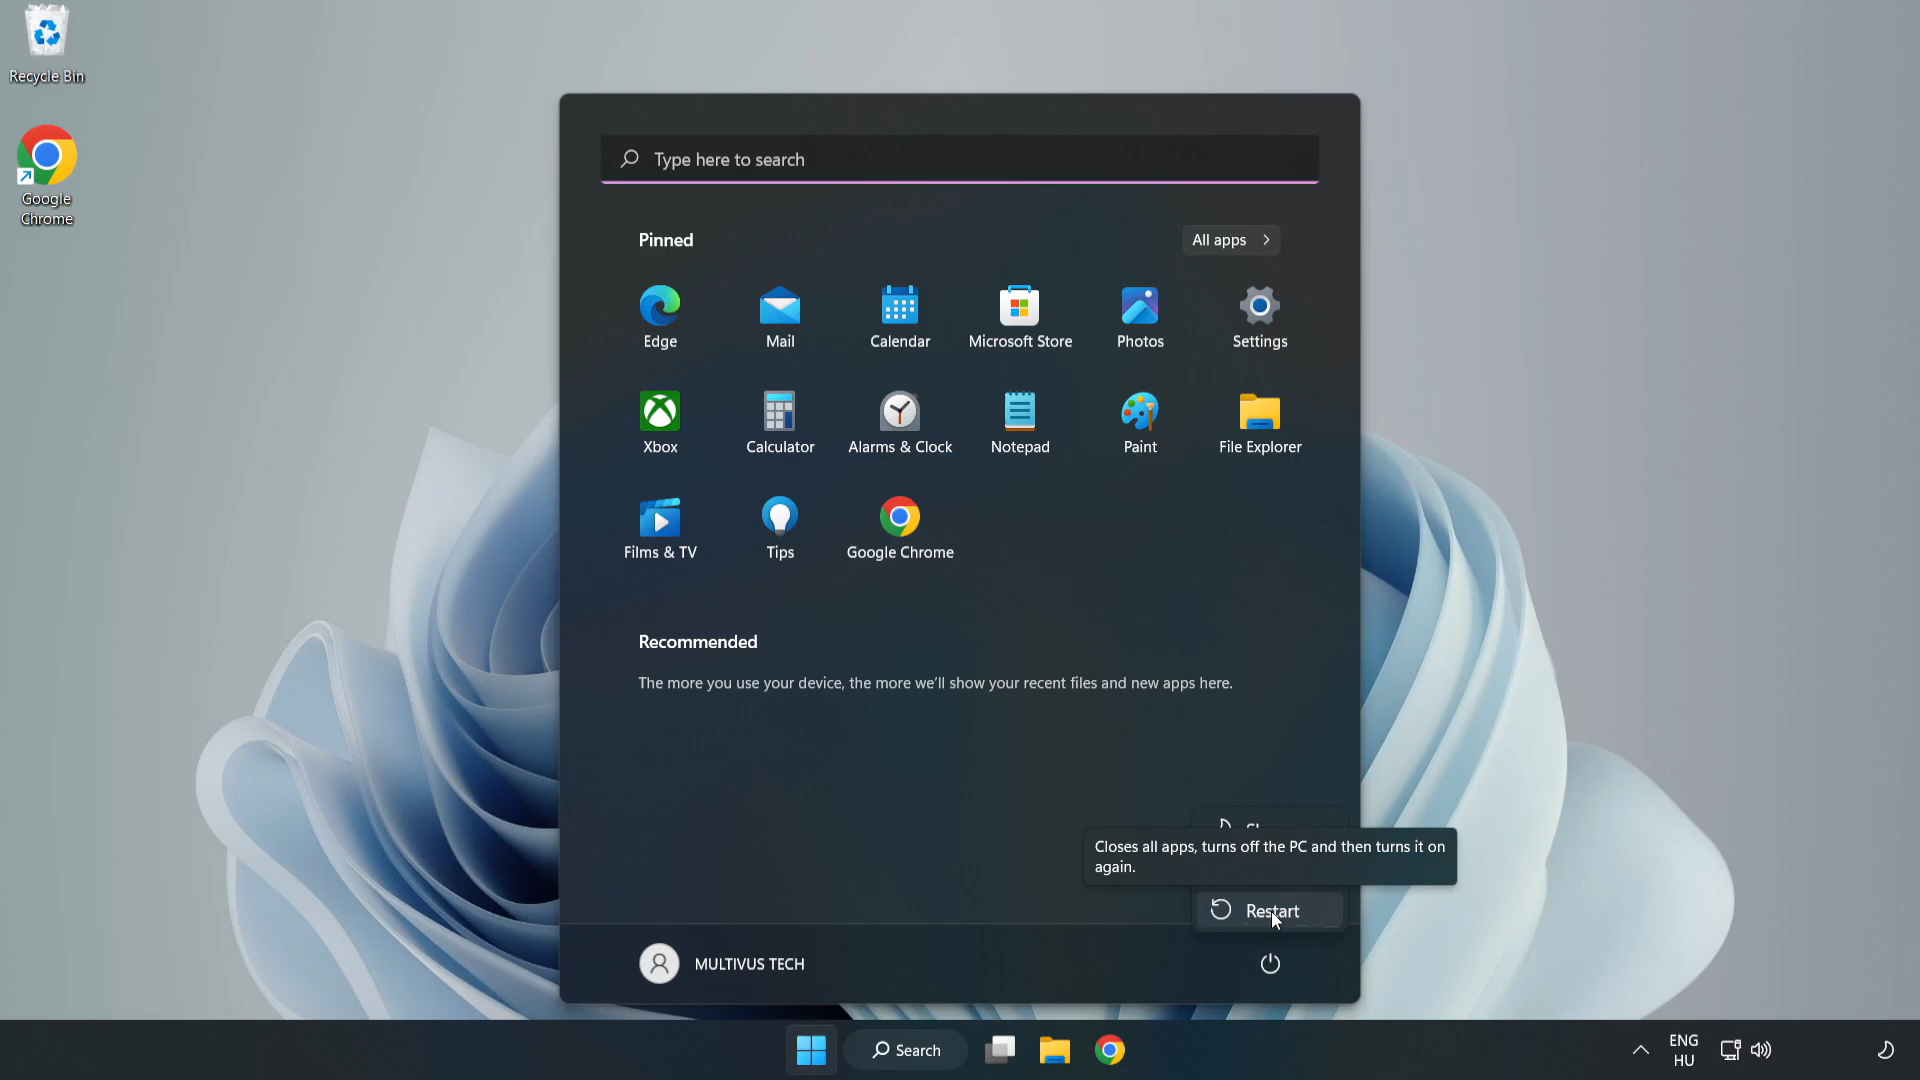 Recycle Bin
Google
Chrome
Type here to search
Pinned
All apps
Edge
Mail
Calendar
Microsoft Store
Photos
Settings
Xbox
Calculator
Alarms & Clock
Notepad
Paint
File Explorer
Films & TV
Tips
Google Chrome
Recommended
The more you use your device, the more we'll show your recent files and new apps here.
Closes all apps, turns off the PC and then turns it on
again.
Restart
MULTIVUS TECH
Search
ENG
HU